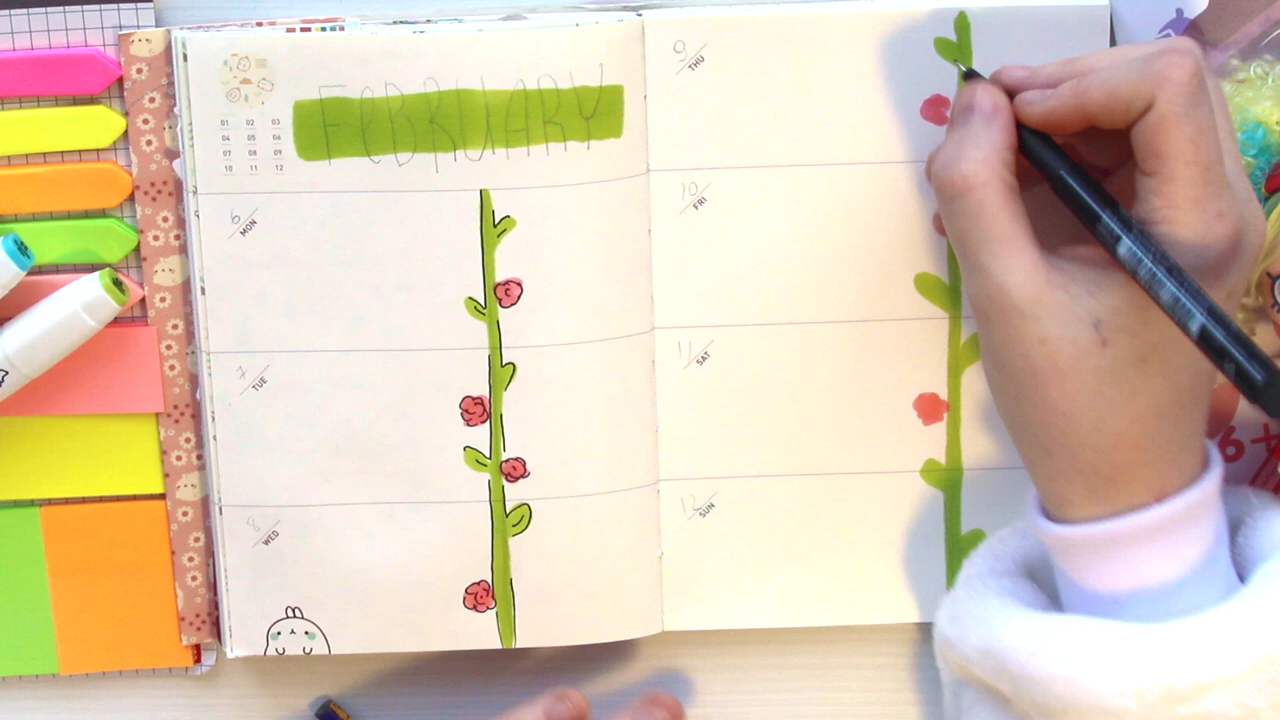 FEBRUARY
01 02 03
04 05 06
07 08 09
10 11 12
6 MON
7 TUE
8 WED
9 THU
10 FRI
11 SAT
12 SUN